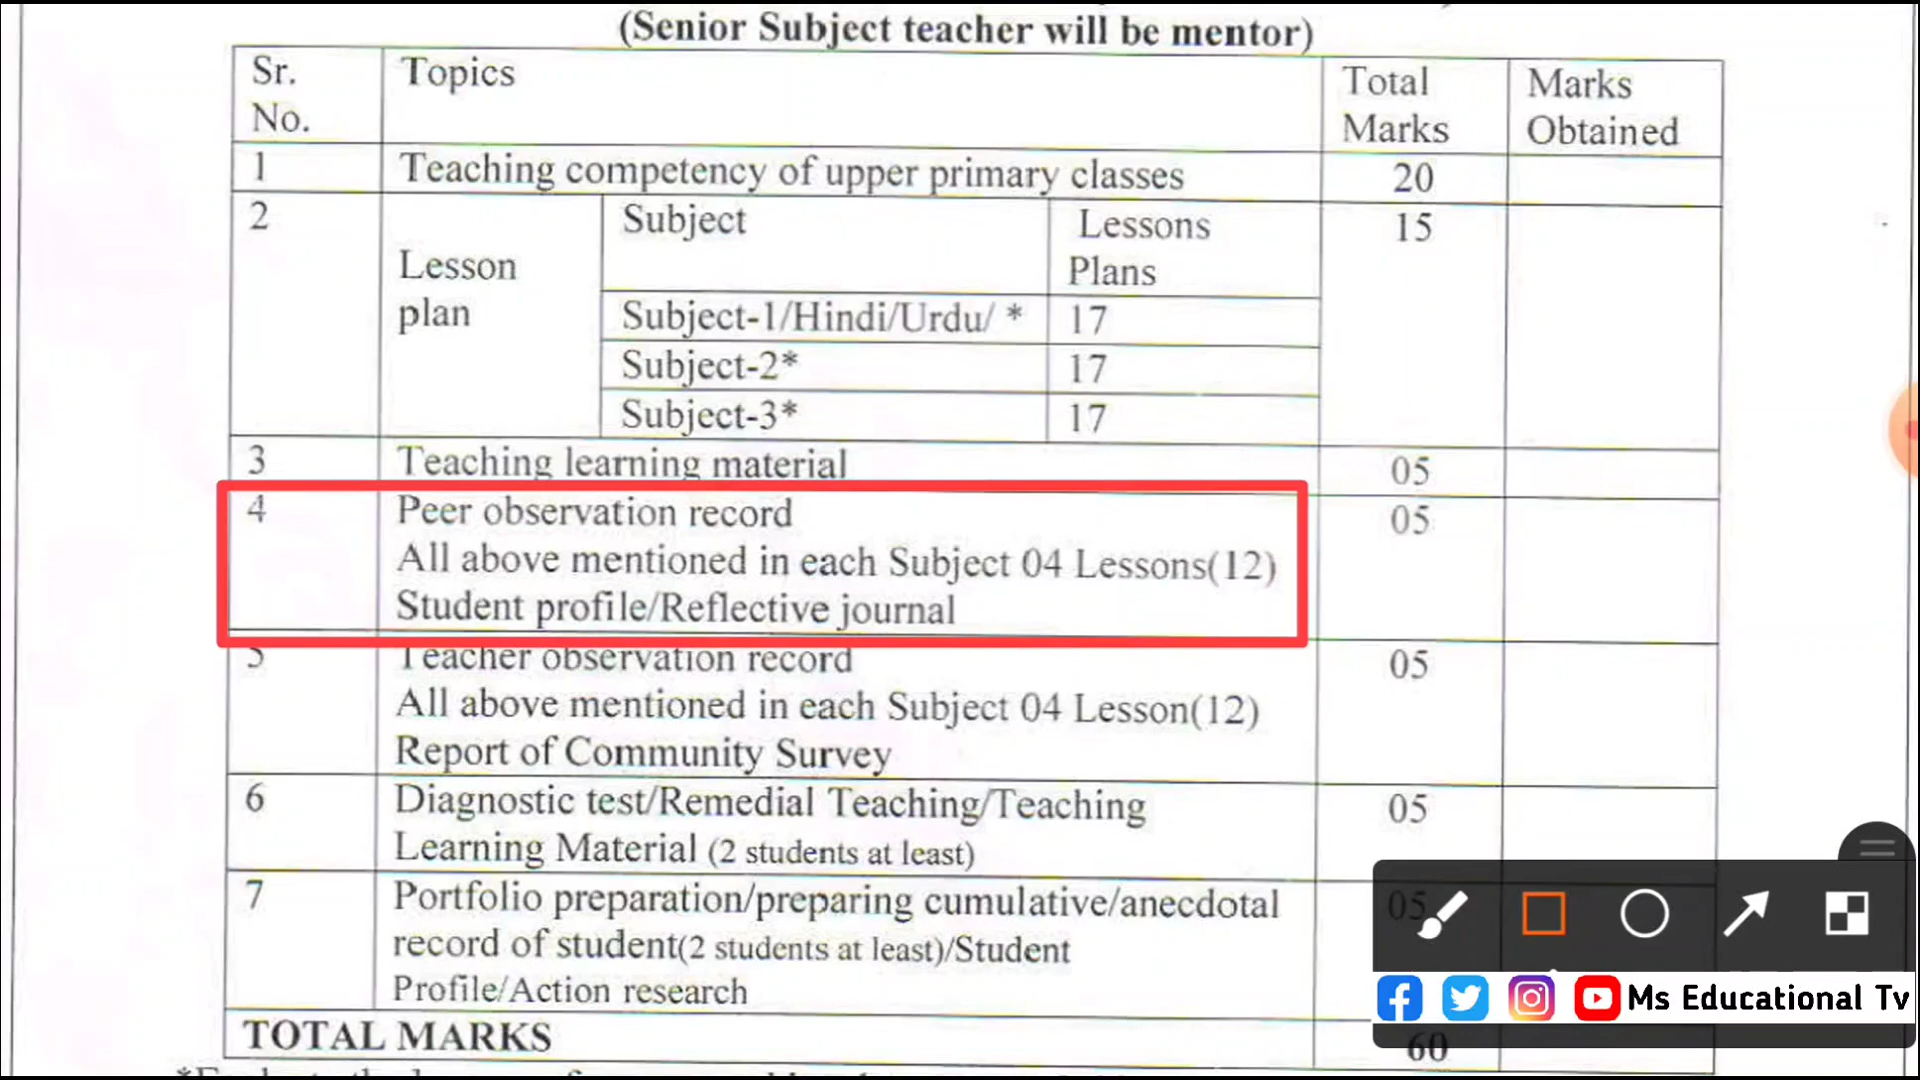 (Senior Subject teacher will be mentor)
Sr. No.
Topics
Total Marks
Marks Obtained
1
Teaching competency of upper primary classes
20
2
Lesson plan
Subject
Lessons Plans
15
Subject-1/Hindi/Urdu/ *
17
Subject-2*
17
Subject-3*
17
3
Teaching learning material
05
4
Peer observation record
05
All above mentioned in each Subject 04 Lessons(12)
Student profile/Reflective journal
5
Teacher observation record
05
All above mentioned in each Subject 04 Lesson(12)
Report of Community Survey
6
Diagnostic test/Remedial Teaching/Teaching
05
Learning Material (2 students at least)
7
Portfolio preparation/preparing cumulative/anecdotal
05
record of student(2 students at least)/Student
Profile/Action research
TOTAL MARKS
60
Ms Educational Tv